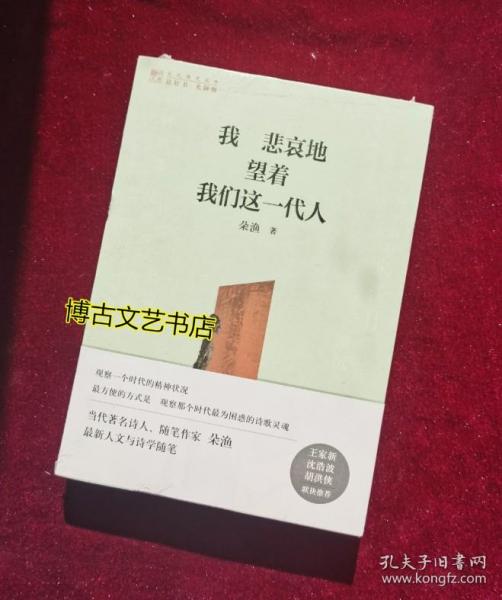 我 悲哀地
望着
我们这一代人
朵渔 著
博古文艺书店
观察一个时代的精神状况
最方便的方式是 观察那个时代最为困惑的诗歌灵魂
当代著名诗人、随笔作家 朵渔
最新人文与诗学随笔
王家新
沈浩波
胡洪侠
联袂推荐
孔夫子旧书网
www.kongfz.com